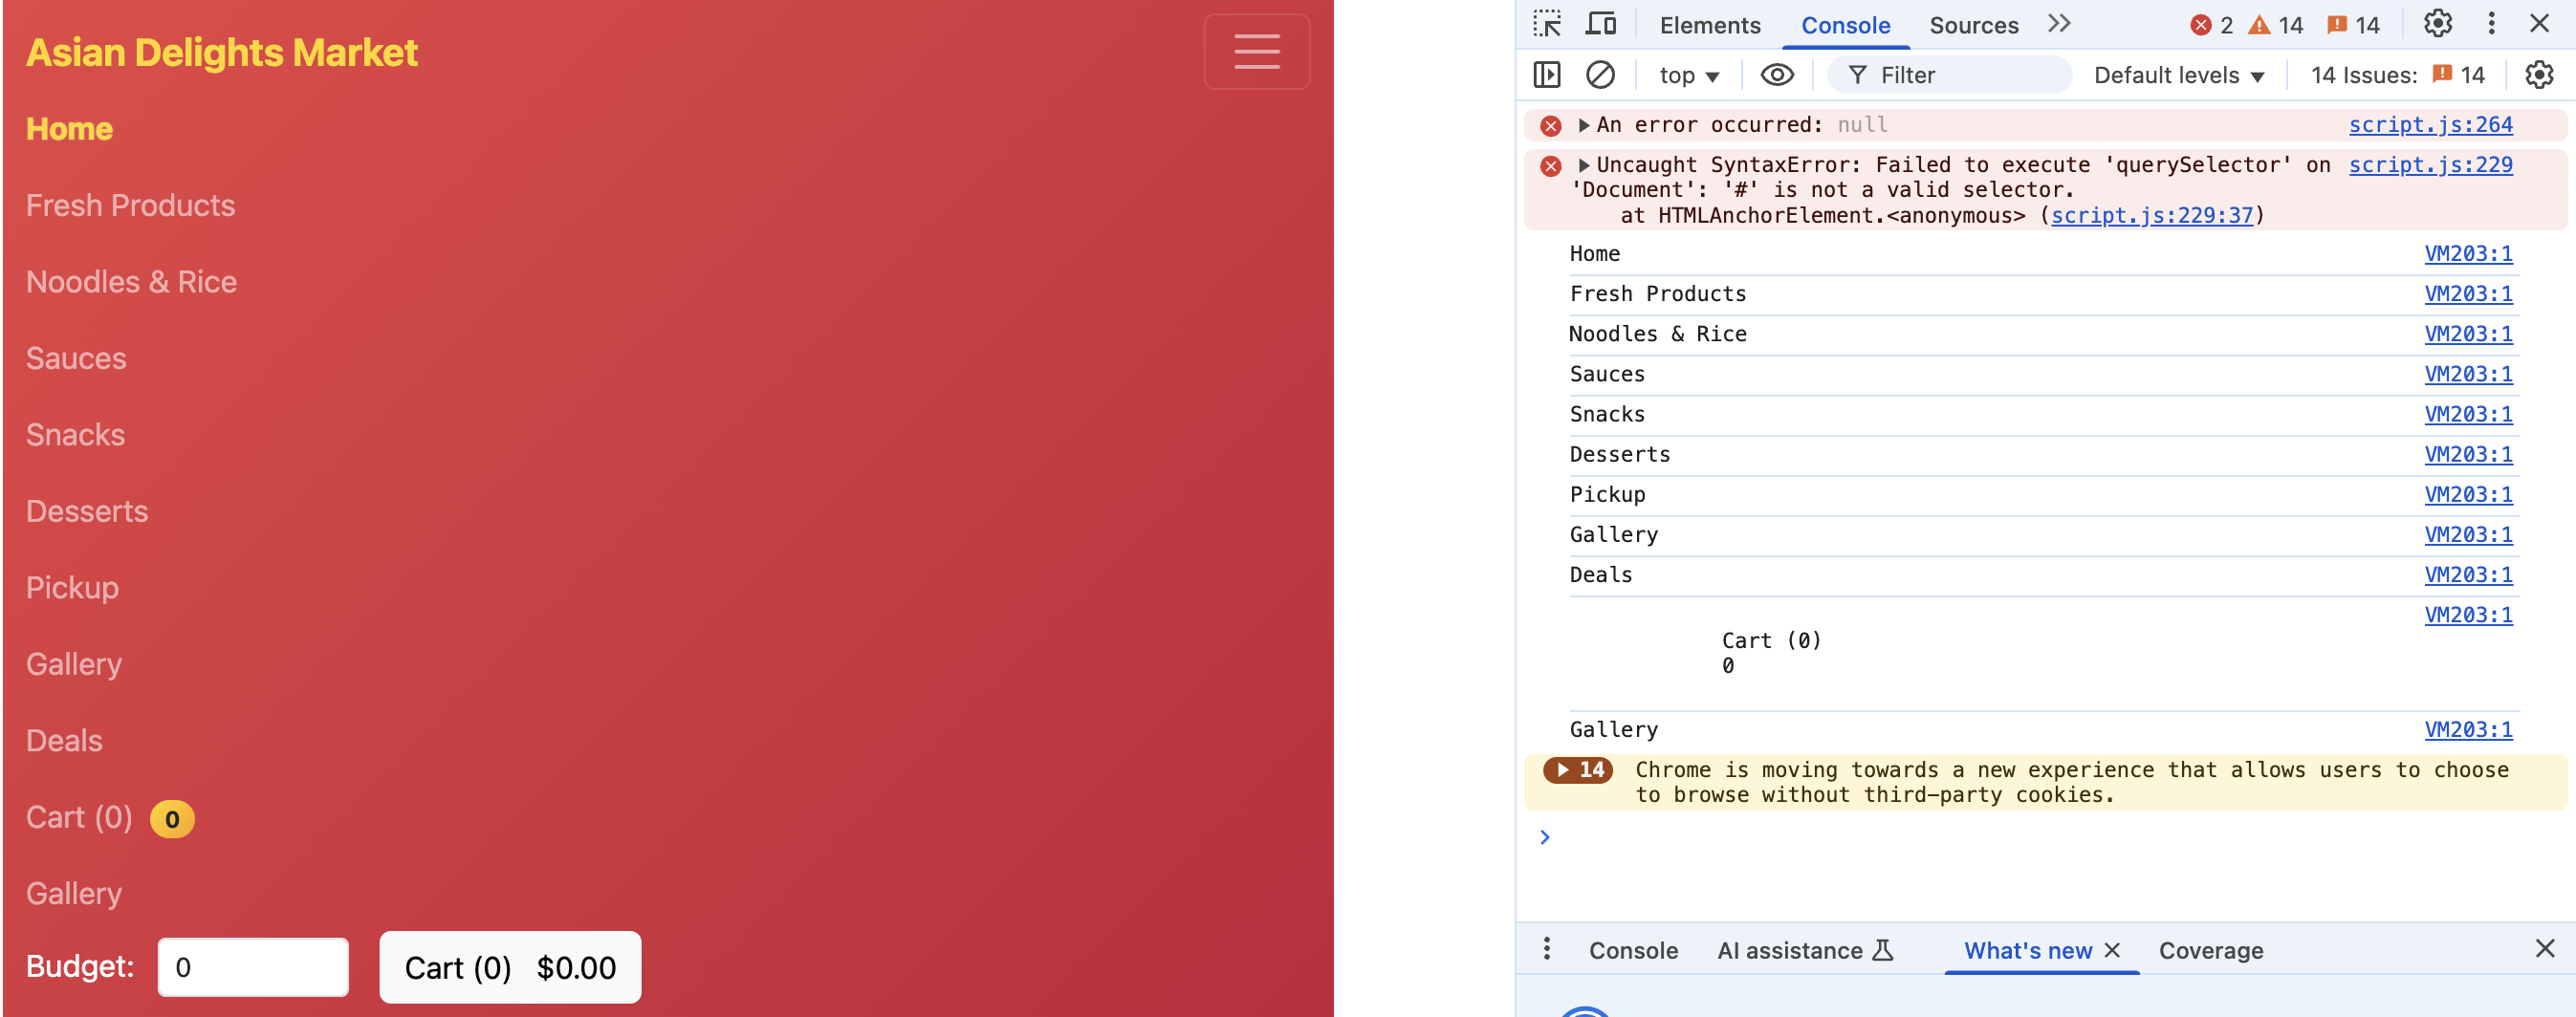 Asian Delights Market
Home
Fresh Products
Noodles & Rice
Sauces
Snacks
Desserts
Pickup
Gallery
Deals
Cart (0) 0
Gallery
Budget: 0 Cart (0) $0.00
Elements Console Sources 2 14 14
top Filter Default levels 14 Issues: 14
An error occurred: null script.js:264
Uncaught SyntaxError: Failed to execute 'querySelector' on script.js:229
'Document': '#' is not a valid selector.
at HTMLAnchorElement.<anonymous> (script.js:229:37)
Home VM203:1
Fresh Products VM203:1
Noodles & Rice VM203:1
Sauces VM203:1
Snacks VM203:1
Desserts VM203:1
Pickup VM203:1
Gallery VM203:1
Deals VM203:1
VM203:1
Cart (0)
0
Gallery VM203:1
14 Chrome is moving towards a new experience that allows users to choose
to browse without third-party cookies.
Console AI assistance What's new Coverage